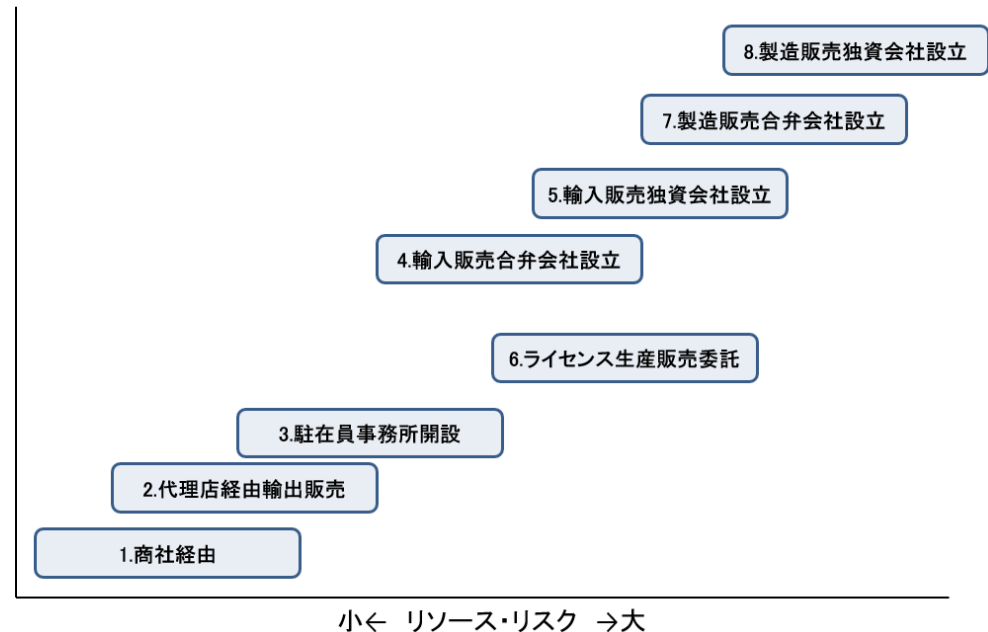 8.製造販売独資会社設立
7.製造販売合弁会社設立
5.輸入販売独資会社設立
4.輸入販売合弁会社設立
6.ライセンス生産販売委託
3.駐在員事務所開設
2.代理店経由輸出販売
1.商社経由
小← リソース・リスク →大